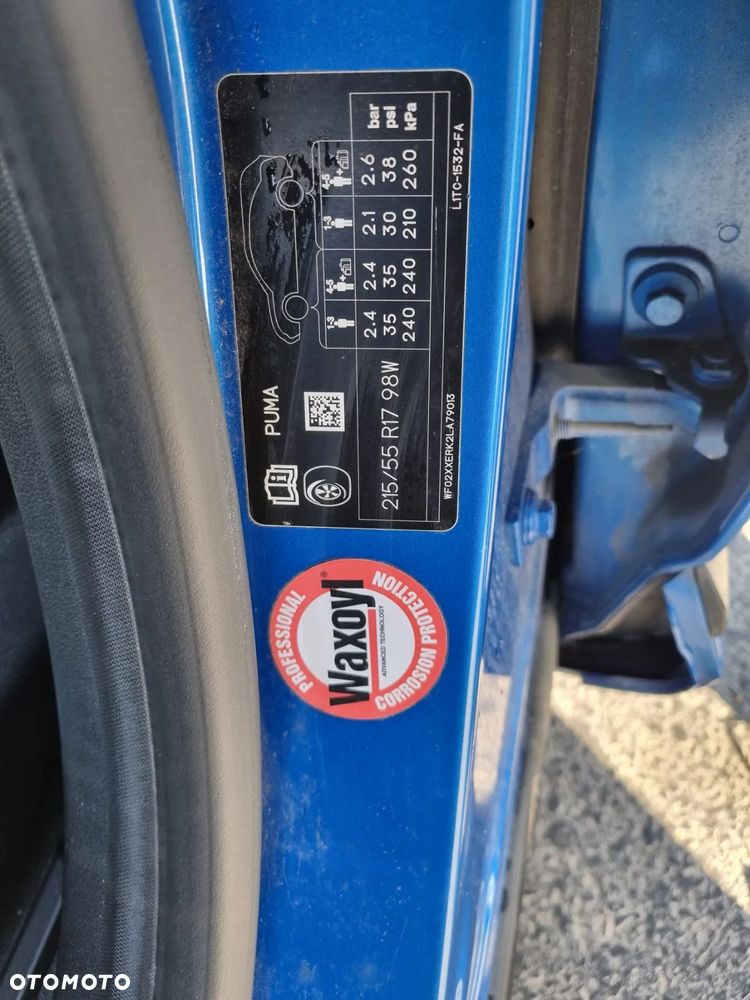 PUMA
1-3 4-5 + 1-3 4-5 +
2.4 2.4 2.1 2.6 bar
35 35 30 38 psi
240 240 210 260 kPa
215/55 R17 98W
WF02XXERK2LA79013
L1TC-1532-FA
PROFESSIONAL
Waxoyl®
ADVANCED TECHNOLOGY
CORROSION PROTECTION
OTOMOTO